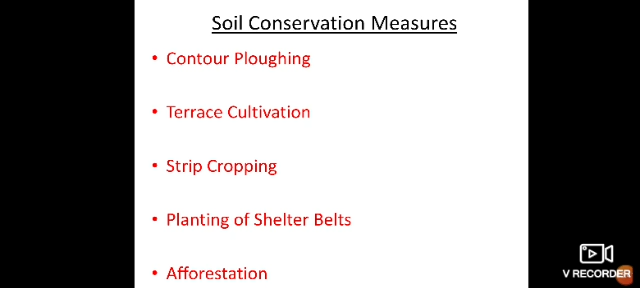 Soil Conservation Measures
• Contour Ploughing
• Terrace Cultivation
• Strip Cropping
• Planting of Shelter Belts
• Afforestation
V RECORDER